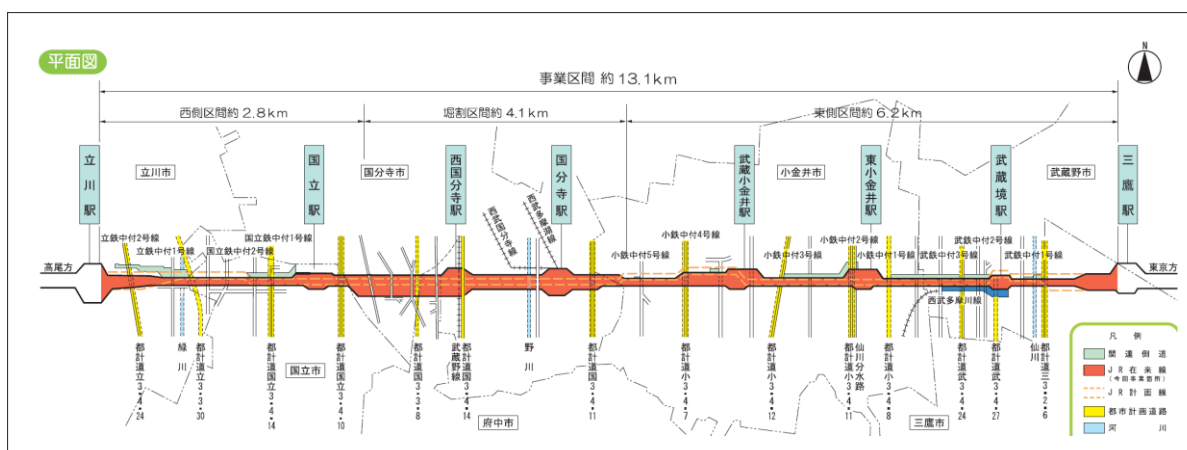 平面図
N
事業区間 約13.1km
西側区間約2.8km
堀割区間約4.1km
東側区間約6.2km
立川駅
立川市
国立駅
国分寺市
西国分寺駅
国分寺駅
武蔵小金井駅
小金井市
東小金井駅
武蔵境駅
武蔵野市
三鷹駅
西武国分寺線
西武多摩湖線
立鉄中付2号線
立鉄中付1号線
国立鉄中付2号線
国立鉄中付1号線
小鉄中付5号線
小鉄中付4号線
小鉄中付3号線
小鉄中付2号線
小鉄中付1号線
武鉄中付3号線
武鉄中付2号線
武鉄中付1号線
高尾方
東京方
西武多摩川線
都計道立3・4・24
緑川
都計道立3・3・30
都計道国立3・4・14
国立市
都計道国立3・4・10
都計道国3・3・8
武蔵野線
都計道国3・4・14
府中市
野川
都計道国3・4・11
都計道小3・4・7
都計道小3・4・12
都計道小3・4・11
仙川分水路
都計道小3・4・8
三鷹市
都計道武3・4・24
都計道武3・4・27
仙川
都計道三3・2・6
凡例
関連側道
JR在来線
(今回事業箇所)
JR計画線
都市計画道路
河川